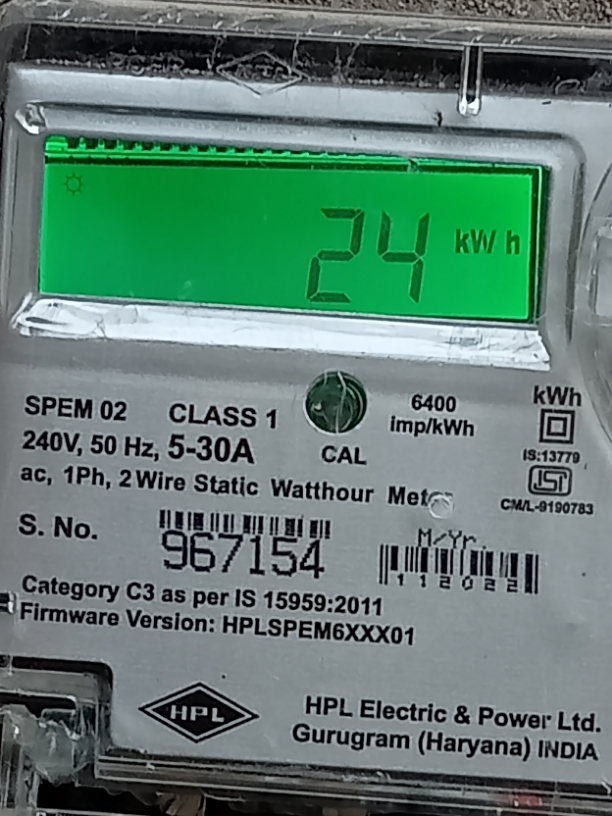 24 kWh
SPEM 02 CLASS 1
6400
imp/kWh
kWh
240V, 50 Hz, 5-30A
CAL
IS:13779
ac, 1Ph, 2 Wire Static Watthour Meter
CM/L-9190783
S. No.
967154
M/Yr.
112022
Category C3 as per IS 15959:2011
Firmware Version: HPLSPEM6XXX01
HPL
HPL Electric & Power Ltd.
Gurugram (Haryana) INDIA